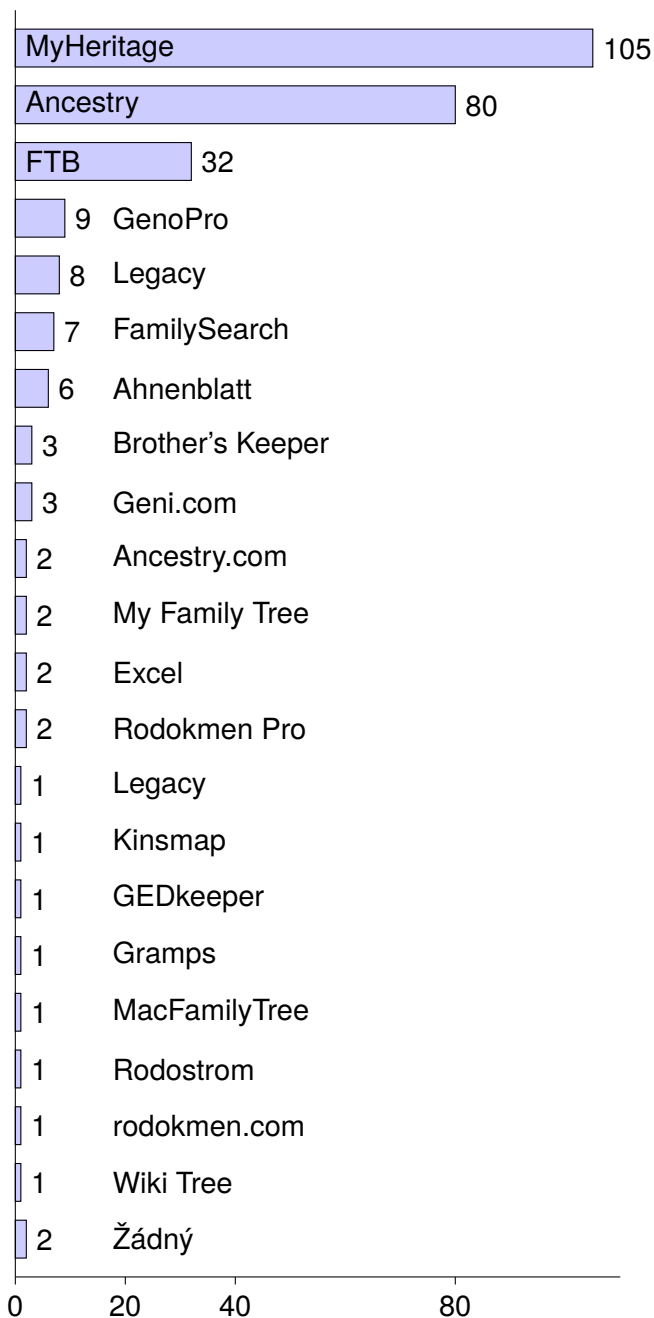 MyHeritage 105
Ancestry 80
FTB 32
9 GenoPro
8 Legacy
7 FamilySearch
6 Ahnenblatt
3 Brother's Keeper
3 Geni.com
2 Ancestry.com
2 My Family Tree
2 Excel
2 Rodokmen Pro
1 Legacy
1 Kinsmap
1 GEDkeeper
1 Gramps
1 MacFamilyTree
1 Rodostrom
1 rodokmen.com
1 Wiki Tree
2 Žádný
0 20 40 80